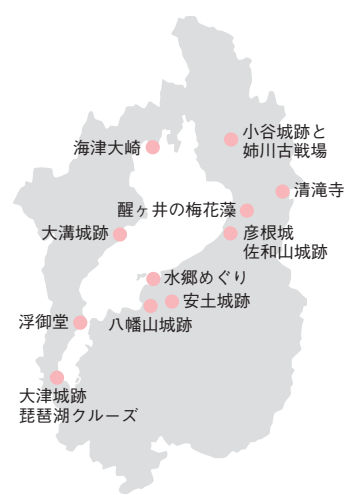 小谷城跡と
姉川古戦場
海津大崎
清滝寺
醒ヶ井の梅花藻
大溝城跡
彦根城
佐和山城跡
水郷めぐり
安土城跡
八幡山城跡
浮御堂
大津城跡
琵琶湖クルーズ